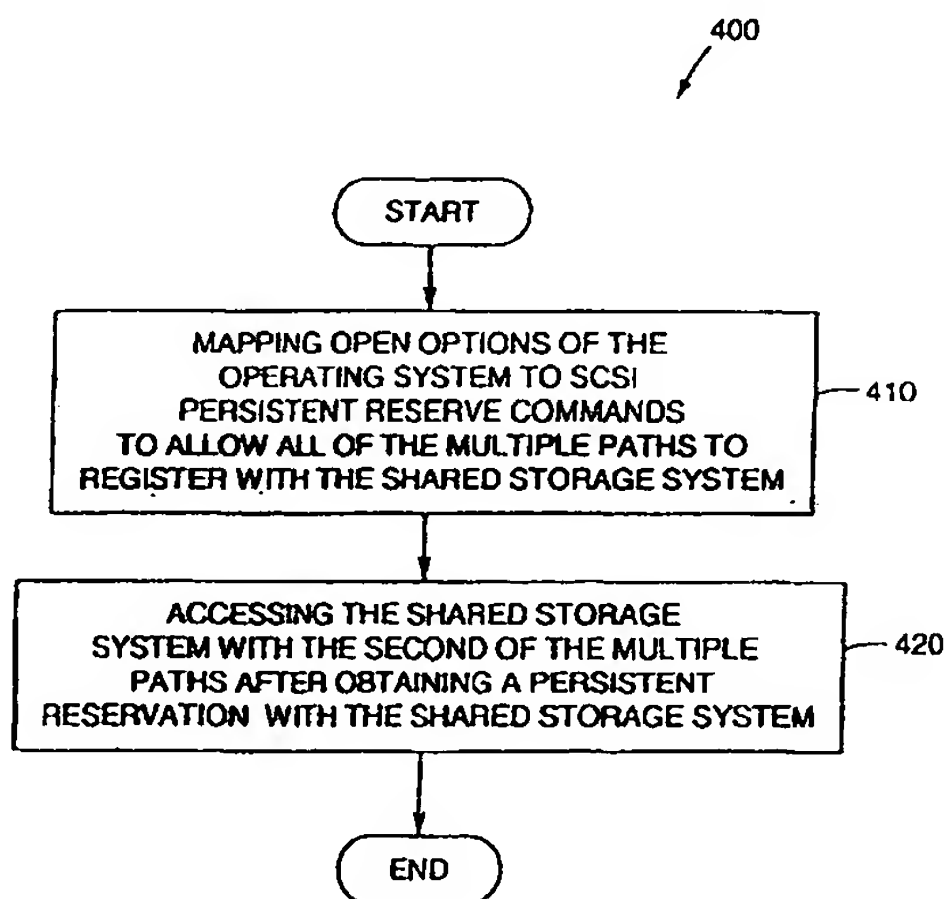 400
START
MAPPING OPEN OPTIONS OF THE
OPERATING SYSTEM TO SCSI
PERSISTENT RESERVE COMMANDS
TO ALLOW ALL OF THE MULTIPLE PATHS TO
REGISTER WITH THE SHARED STORAGE SYSTEM
410
ACCESSING THE SHARED STORAGE
SYSTEM WITH THE SECOND OF THE MULTIPLE
PATHS AFTER OBTAINING A PERSISTENT
RESERVATION WITH THE SHARED STORAGE SYSTEM
420
END